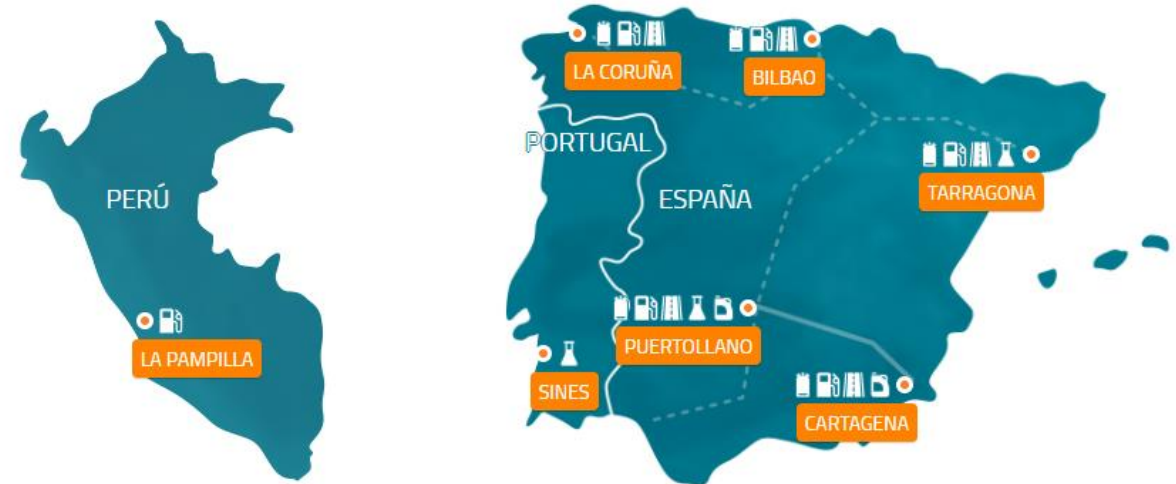 PERÚ
LA PAMPILLA
LA CORUÑA
BILBAO
PORTUGAL
TARRAGONA
ESPAÑA
PUERTOLLANO
SINES
CARTAGENA